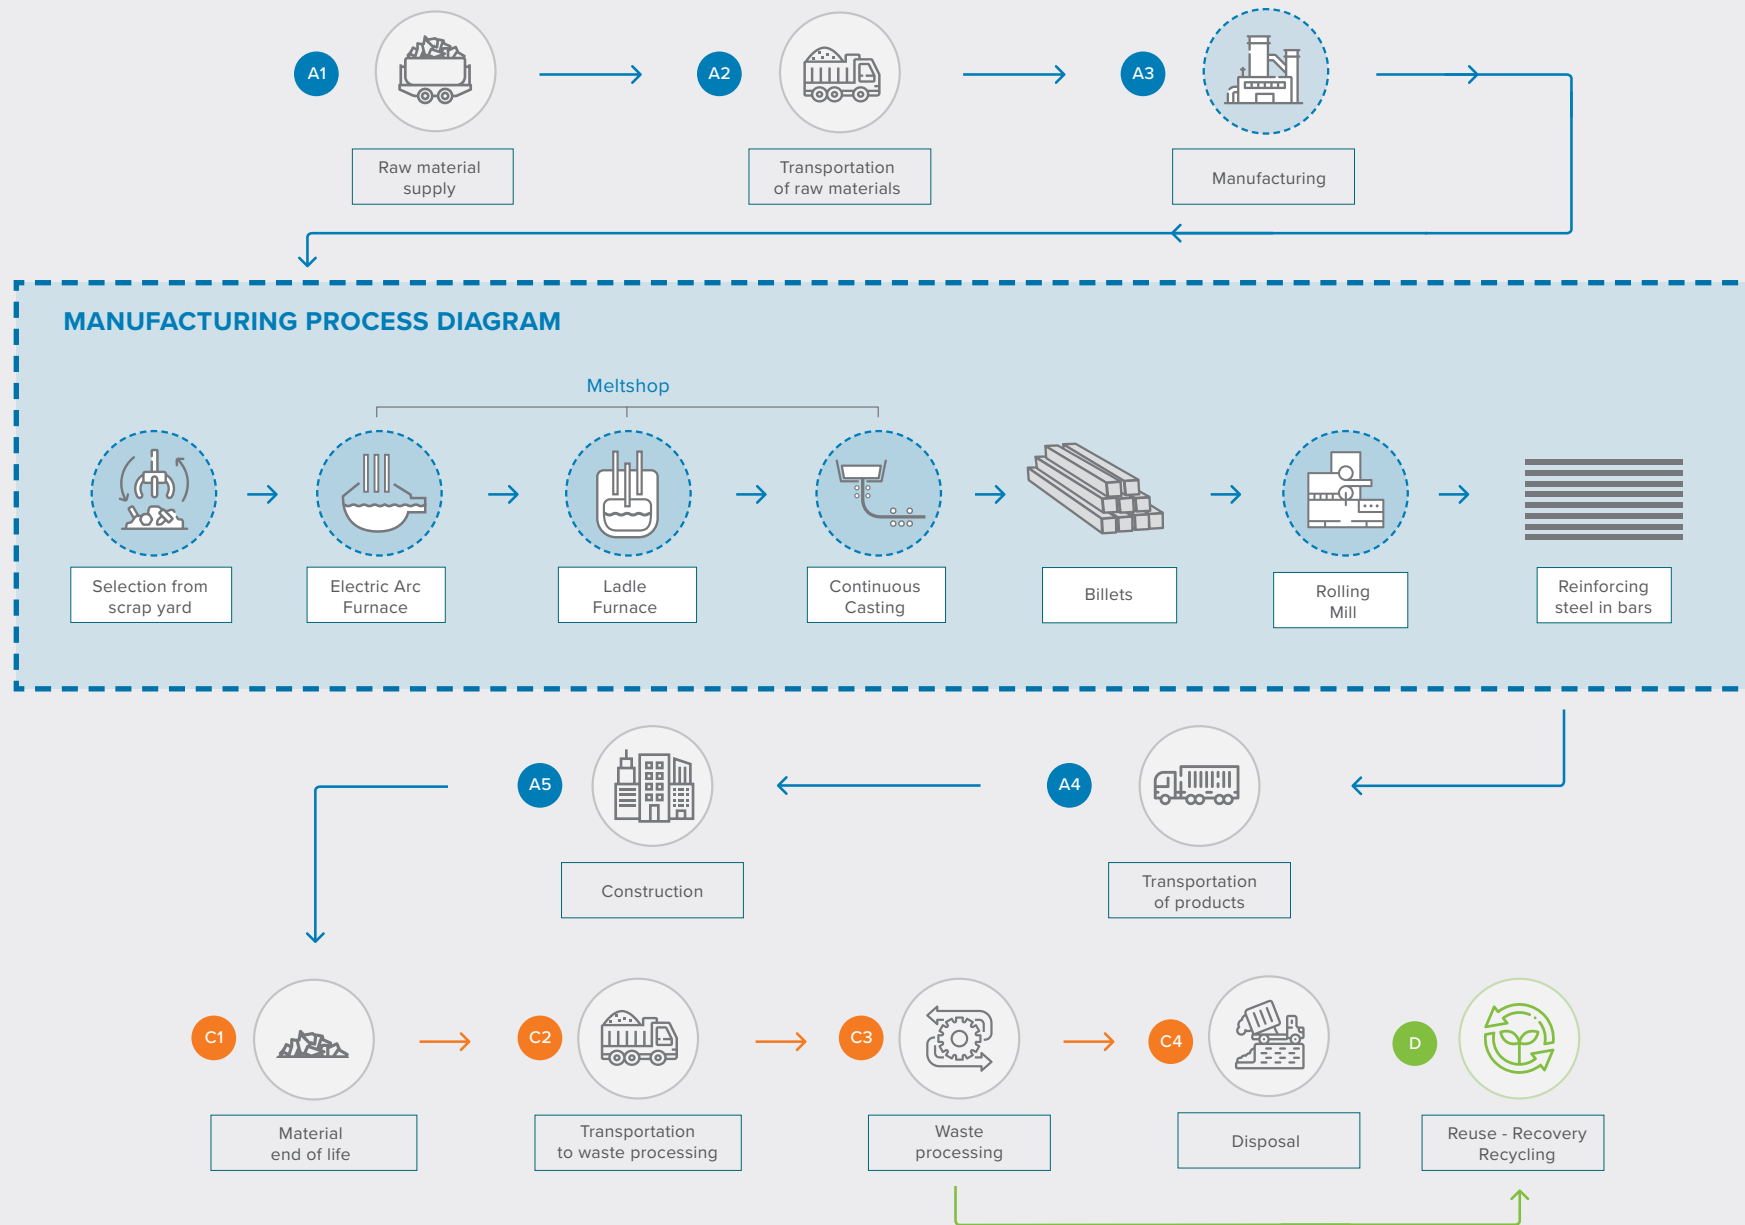 A1
Raw material
supply
A2
Transportation
of raw materials
A3
Manufacturing
MANUFACTURING PROCESS DIAGRAM
Meltshop
Selection from
scrap yard
Electric Arc
Furnace
Ladle
Furnace
Continuous
Casting
Billets
Rolling
Mill
Reinforcing
steel in bars
A5
Construction
A4
Transportation
of products
C1
Material
end of life
C2
Transportation
to waste processing
C3
Waste
processing
C4
Disposal
D
Reuse - Recovery
Recycling